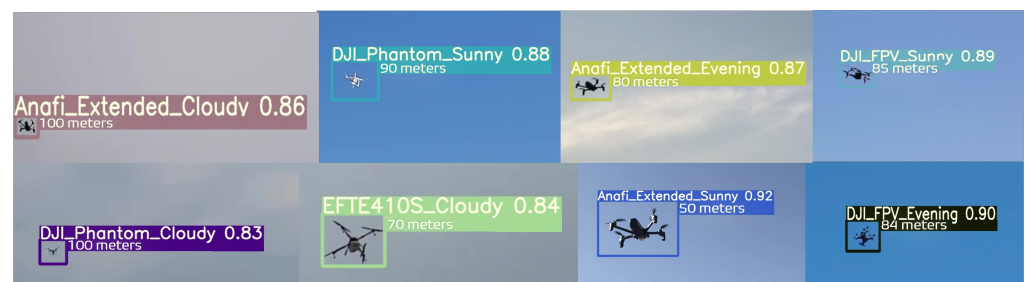 Anafi_Extended_Cloudy 0.86
100 meters
DJI_Phantom_Sunny 0.88
90 meters
Anafi_Extended_Evening 0.87
80 meters
DJI_FPV_Sunny 0.89
85 meters
DJI_Phantom_Cloudy 0.83
100 meters
EFTE410S_Cloudy 0.84
70 meters
Anafi_Extended_Sunny 0.92
50 meters
DJI_FPV_Evening 0.90
84 meters